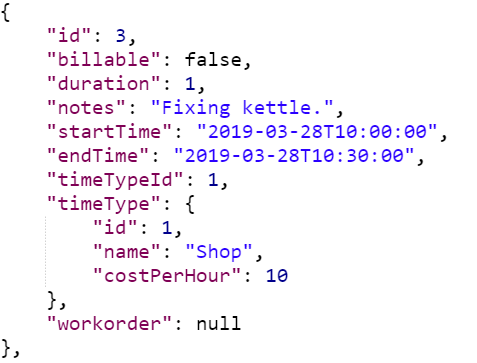 {
    "id": 3,
    "billable": false,
    "duration": 1,
    "notes": "Fixing kettle.",
    "startTime": "2019-03-28T10:00:00",
    "endTime": "2019-03-28T10:30:00",
    "timeTypeId": 1,
    "timeType": {
        "id": 1,
        "name": "Shop",
        "costPerHour": 10
    },
    "workorder": null
},